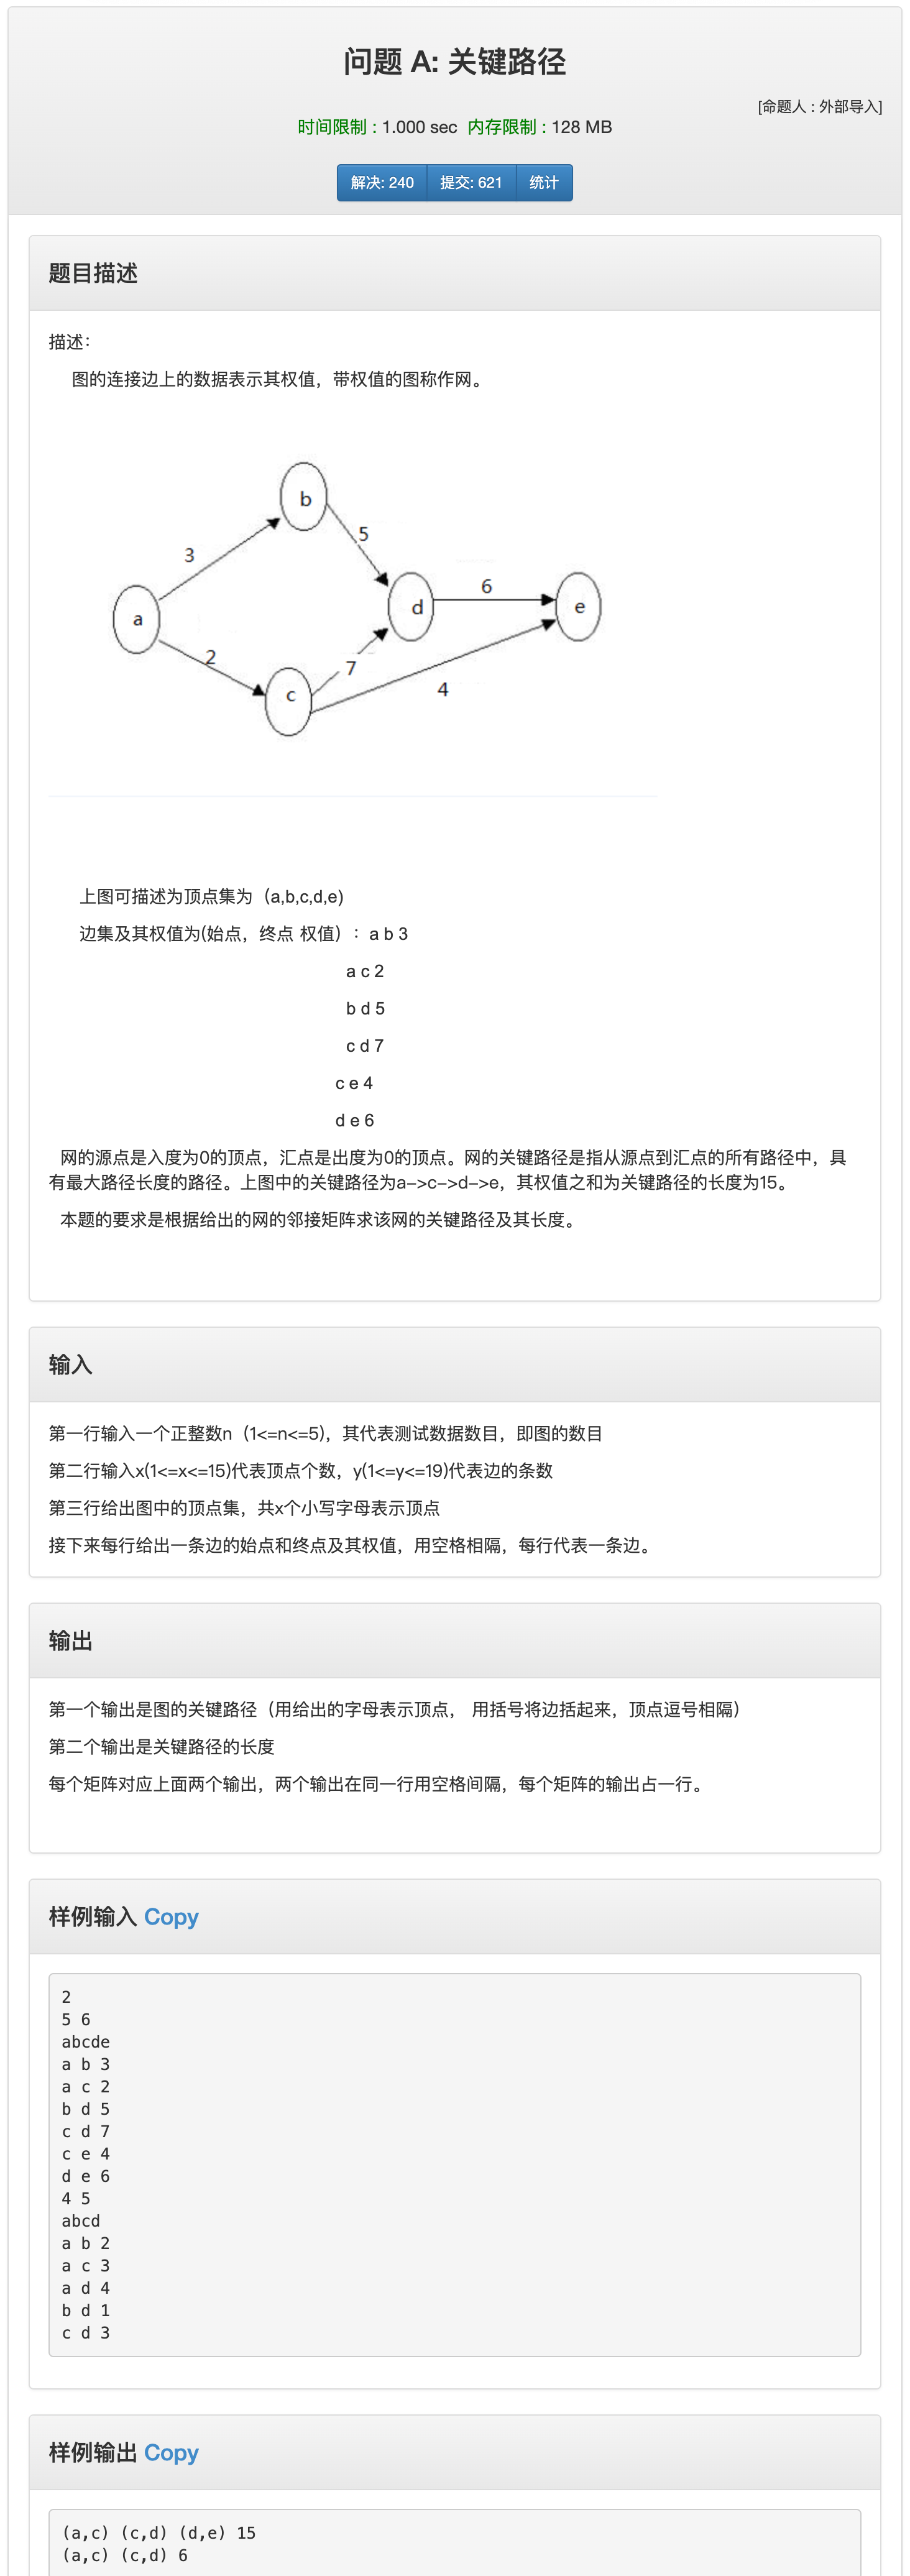 问题 A: 关键路径
[命题人 : 外部导入]
时间限制 : 1.000 sec 内存限制 : 128 MB
解决: 240 提交: 621 统计
题目描述
描述：
图的连接边上的数据表示其权值，带权值的图称作网。
b
5
3
6
a
d
e
2
7
c
4
上图可描述为顶点集为（a,b,c,d,e)
边集及其权值为(始点，终点 权值）：a b 3
a c 2
b d 5
c d 7
c e 4
d e 6
网的源点是入度为0的顶点，汇点是出度为0的顶点。网的关键路径是指从源点到汇点的所有路径中，具
有最大路径长度的路径。上图中的关键路径为a–>c–>d–>e，其权值之和为关键路径的长度为15。
本题的要求是根据给出的网的邻接矩阵求该网的关键路径及其长度。
输入
第一行输入一个正整数n（1<=n<=5)，其代表测试数据数目，即图的数目
第二行输入x(1<=x<=15)代表顶点个数，y(1<=y<=19)代表边的条数
第三行给出图中的顶点集，共x个小写字母表示顶点
接下来每行给出一条边的始点和终点及其权值，用空格相隔，每行代表一条边。
输出
第一个输出是图的关键路径（用给出的字母表示顶点， 用括号将边括起来，顶点逗号相隔）
第二个输出是关键路径的长度
每个矩阵对应上面两个输出，两个输出在同一行用空格间隔，每个矩阵的输出占一行。
样例输入 Copy
2
5 6
abcde
a b 3
a c 2
b d 5
c d 7
c e 4
d e 6
4 5
abcd
a b 2
a c 3
a d 4
b d 1
c d 3
样例输出 Copy
(a,c) (c,d) (d,e) 15
(a,c) (c,d) 6